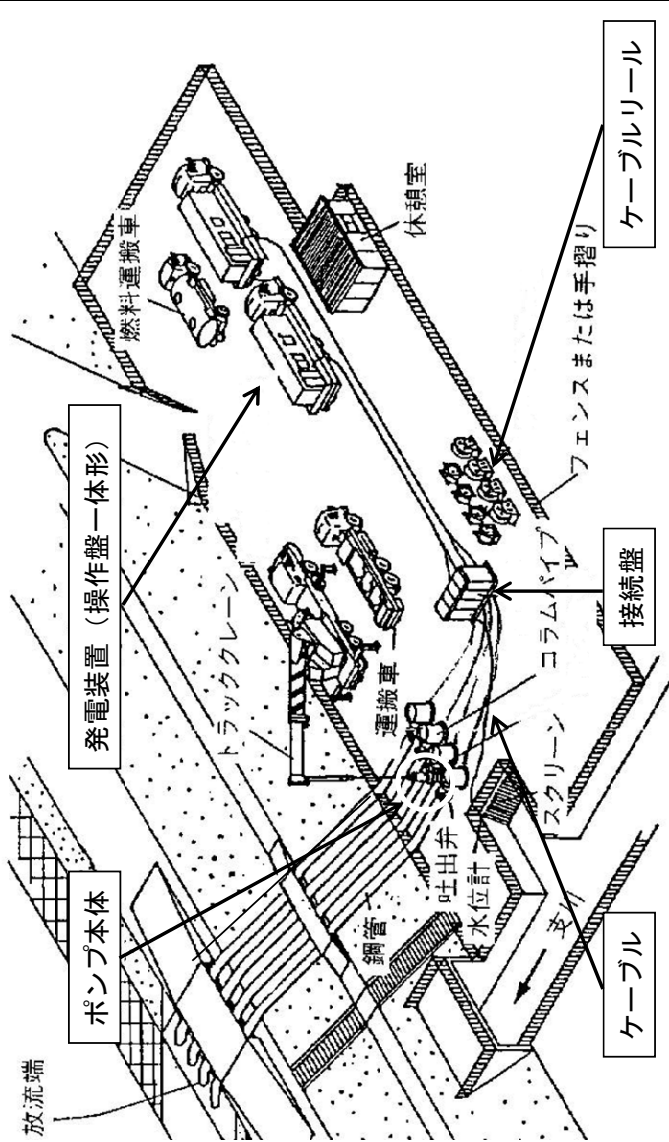 放流端
ポンプ本体
発電装置（操作盤一体形）
燃料運搬車
トラッククレーン
休憩室
運搬車
鋼管
吐出弁
水位計
スクリーン
コラムパイプ
フェンスまたは手摺り
支川
ケーブル
接続盤
ケーブルリール